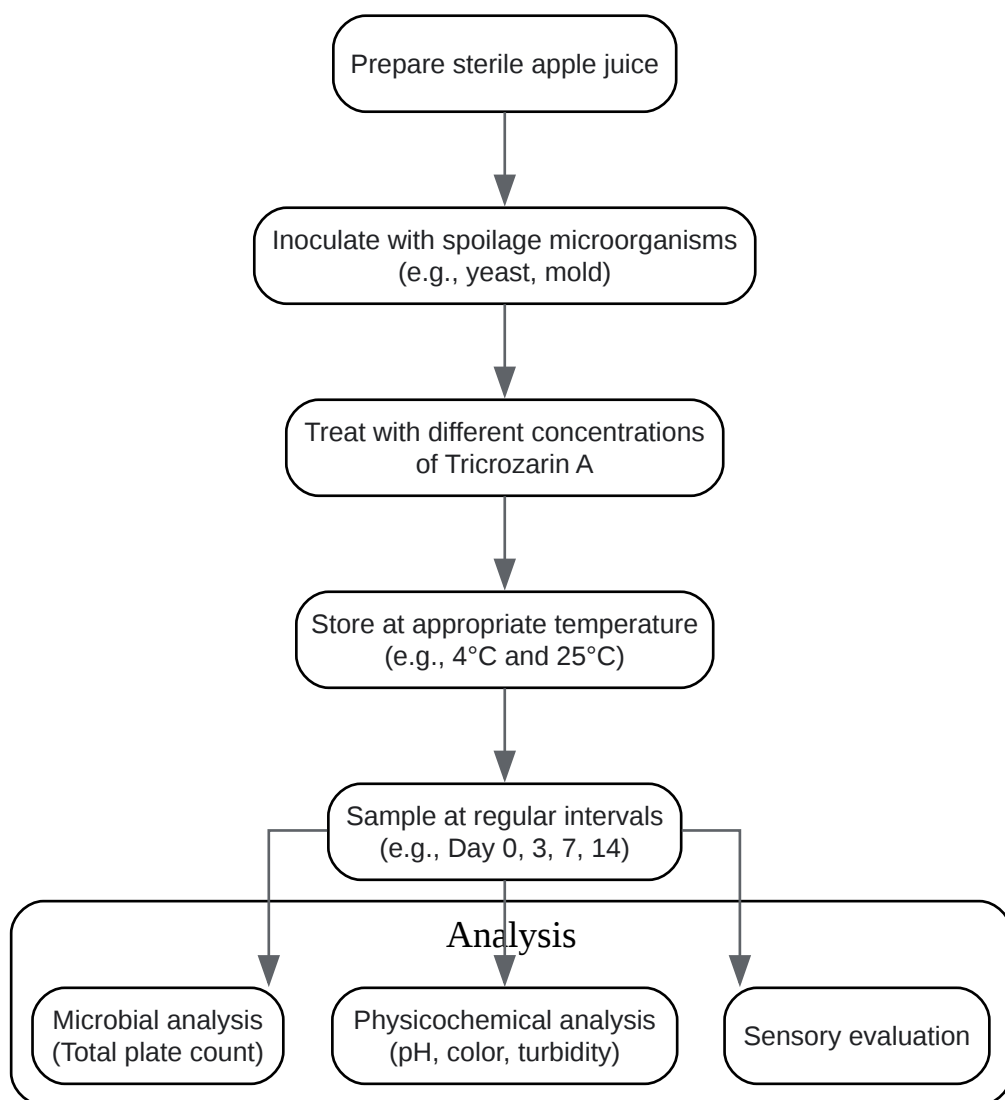 Prepare sterile apple juice
Inoculate with spoilage microorganisms
(e.g., yeast, mold)
Treat with different concentrations
of Tricrozarin A
Store at appropriate temperature
(e.g., 4°C and 25°C)
Sample at regular intervals
(e.g., Day 0, 3, 7, 14)
Analysis
Microbial analysis
(Total plate count)
Physicochemical analysis
(pH, color, turbidity)
Sensory evaluation